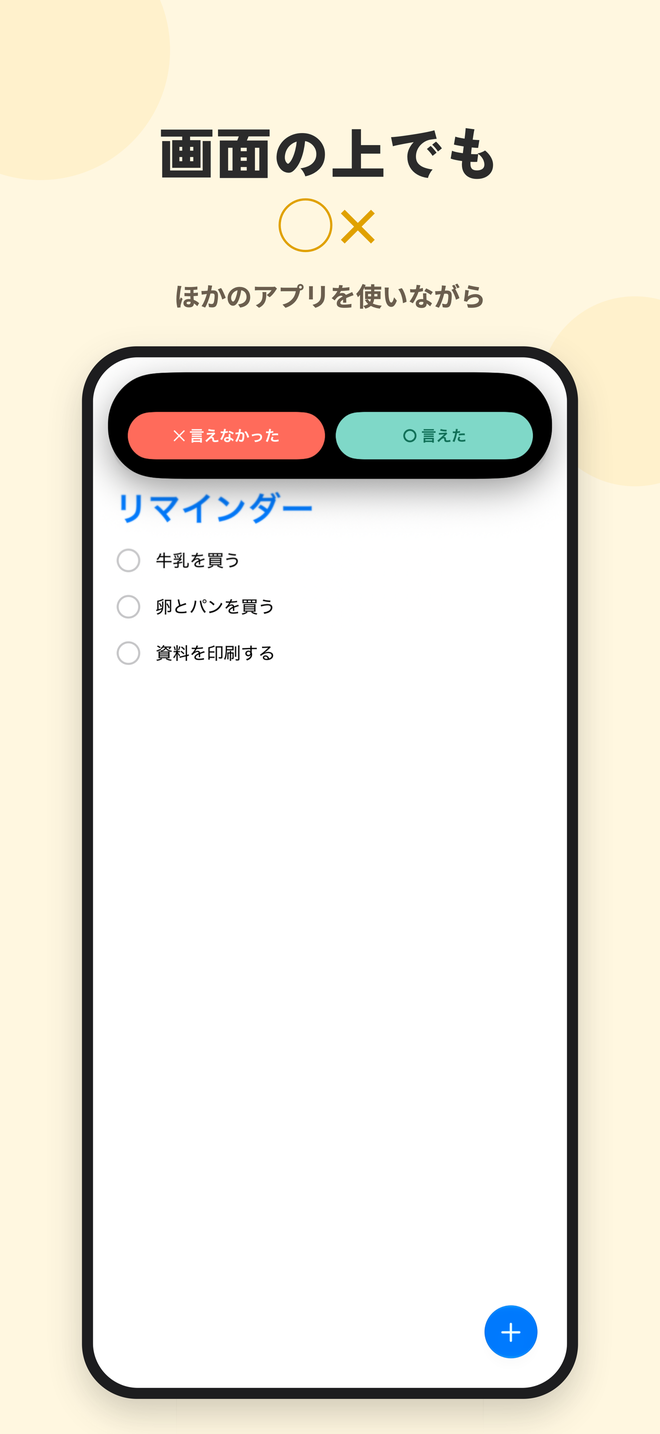 画面の上でも
○×
ほかのアプリを使いながら
×言えなかった
○言えた
リマインダー
牛乳を買う
卵とパンを買う
資料を印刷する
+